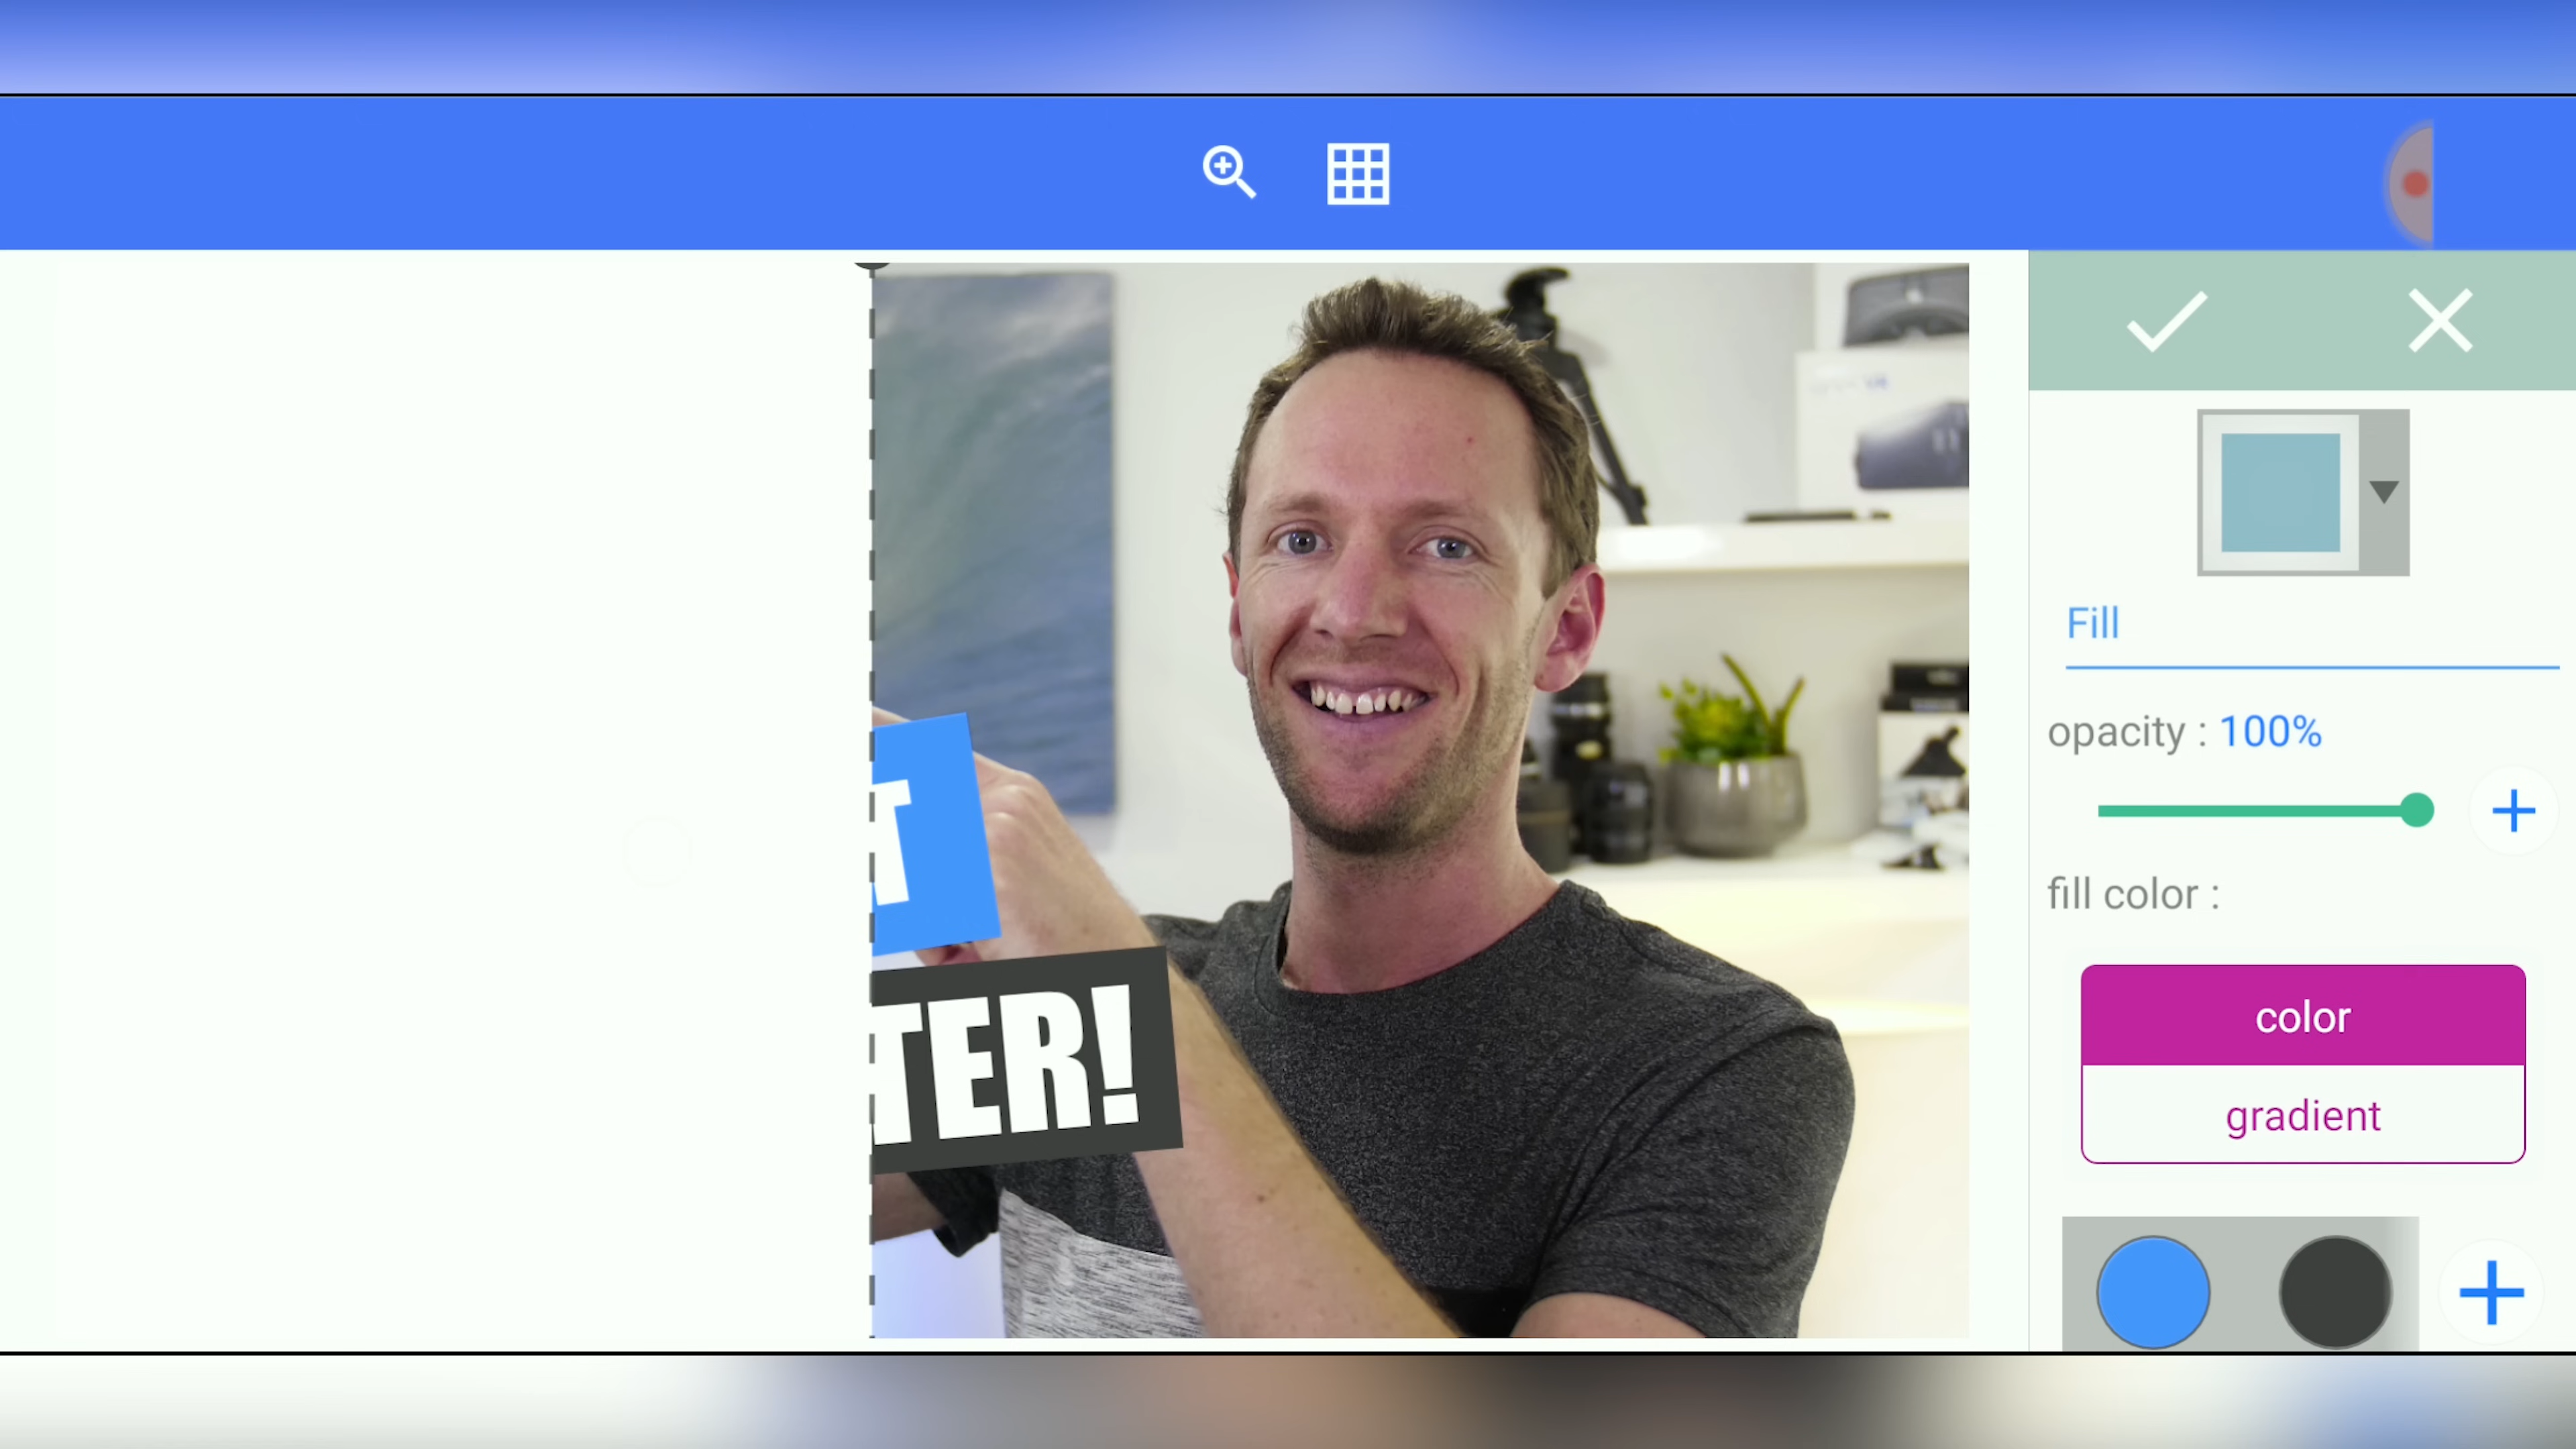 T
TER!
Fill
opacity : 100%
fill color :
color
gradient